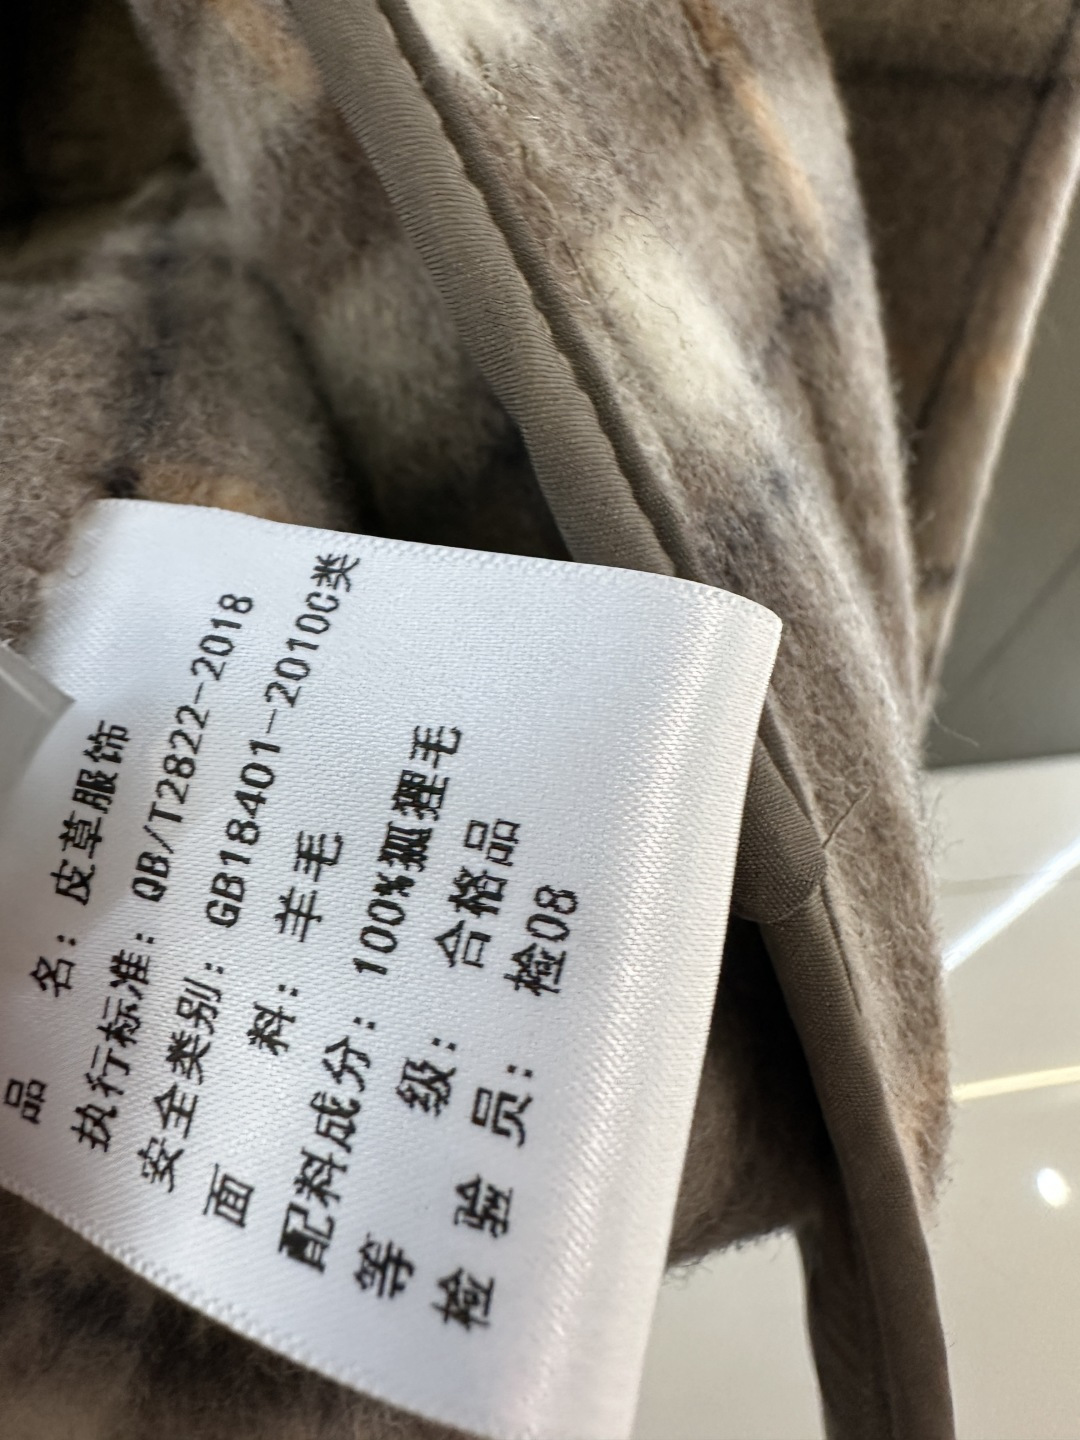 品 名: 皮草服饰
执行标准: QB/T2822-2018
安全类别: GB18401-2010C类
面 料: 羊毛
配料成分: 100%狐狸毛
等 级: 合格品
检 验 员: 检08